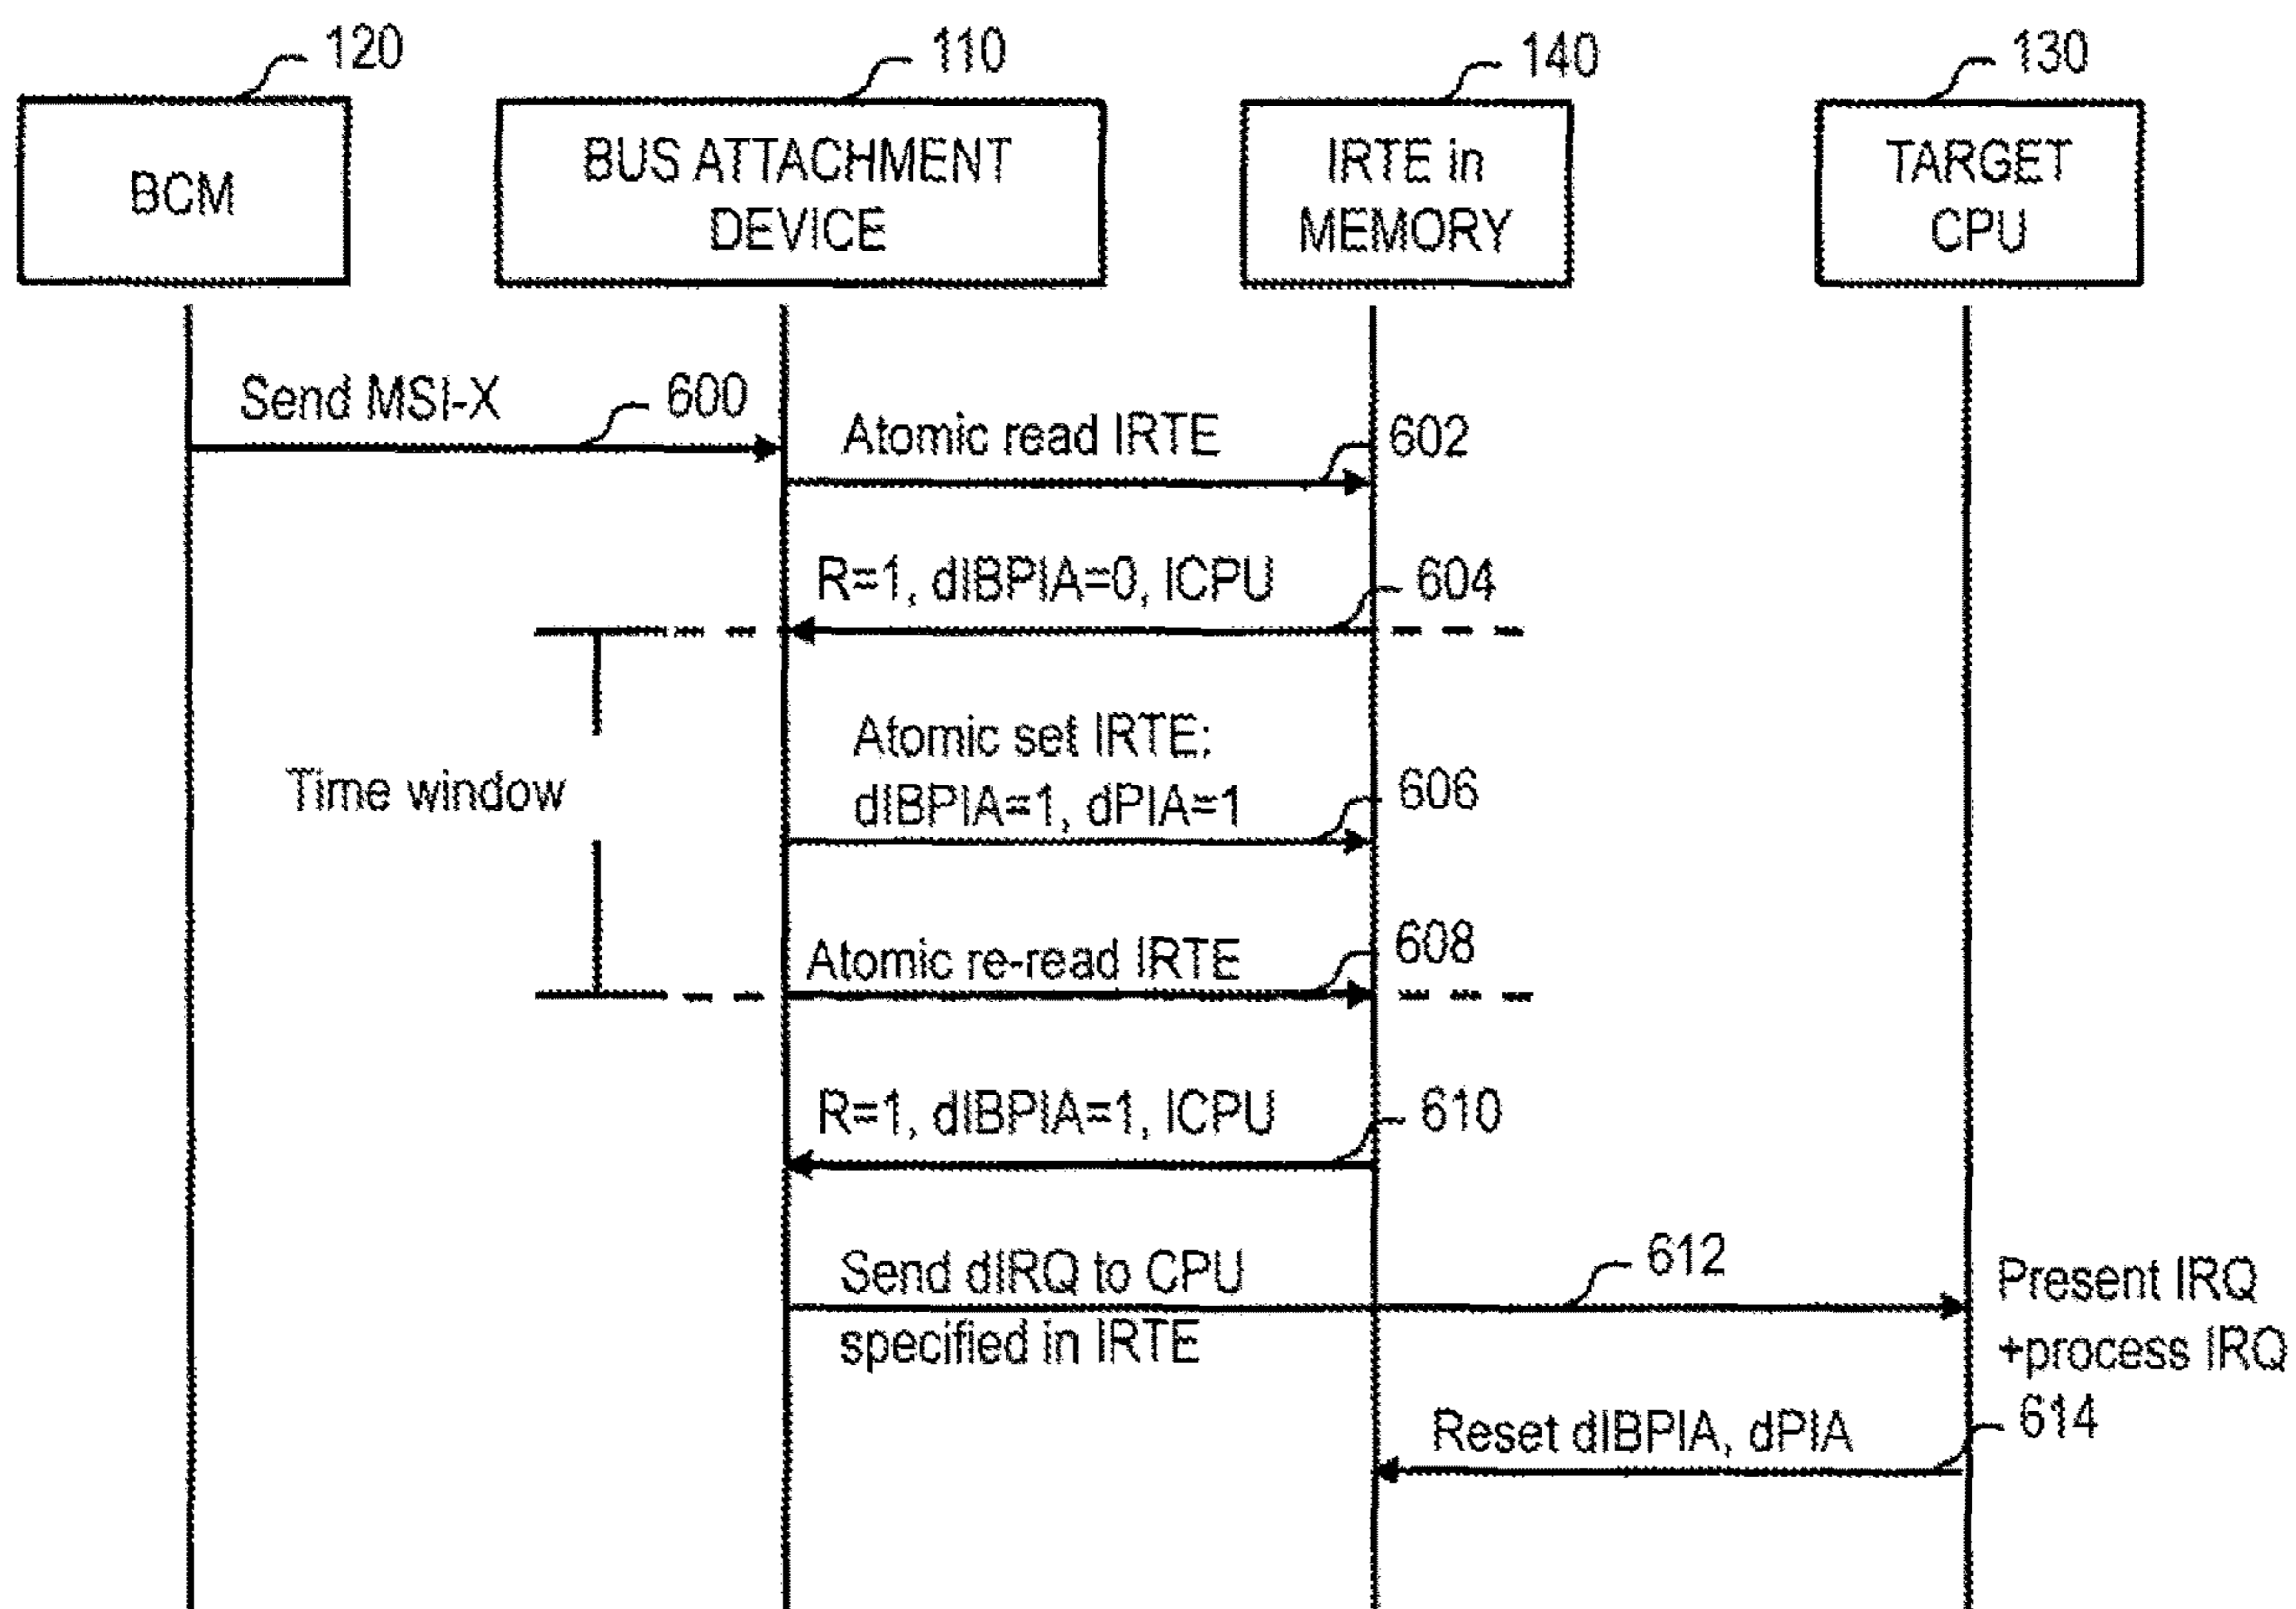 120
110
140
130
BCM
BUS ATTACHMENT
DEVICE
IRTE in
MEMORY
TARGET
CPU
Send MSI-X
600
Atomic read IRTE
602
R=1, dIBPIA=0, ICPU
604
Atomic set IRTE:
dIBPIA=1, dPIA=1
606
Time window
Atomic re-read IRTE
608
R=1, dIBPIA=1, ICPU
610
Send dIRQ to CPU
specified in IRTE
612
Present IRQ
+process IRQ
Reset dIBPIA, dPIA
614